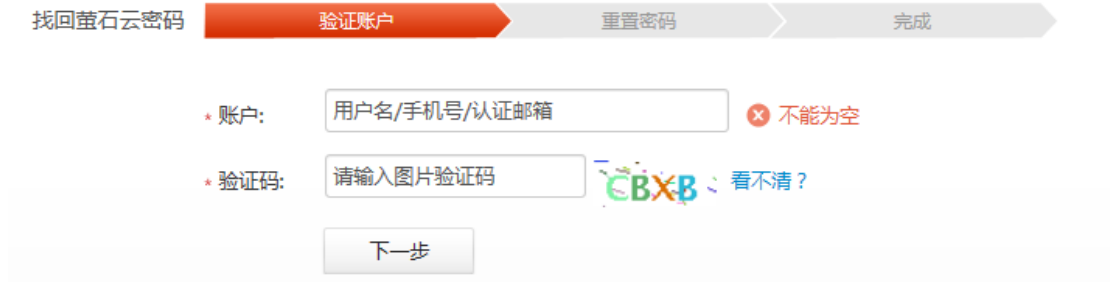 找回萤石云密码 验证账户 重置密码 完成
* 账户: 用户名/手机号/认证邮箱 不能为空
* 验证码: 请输入图片验证码 CBXB 看不清？
下一步